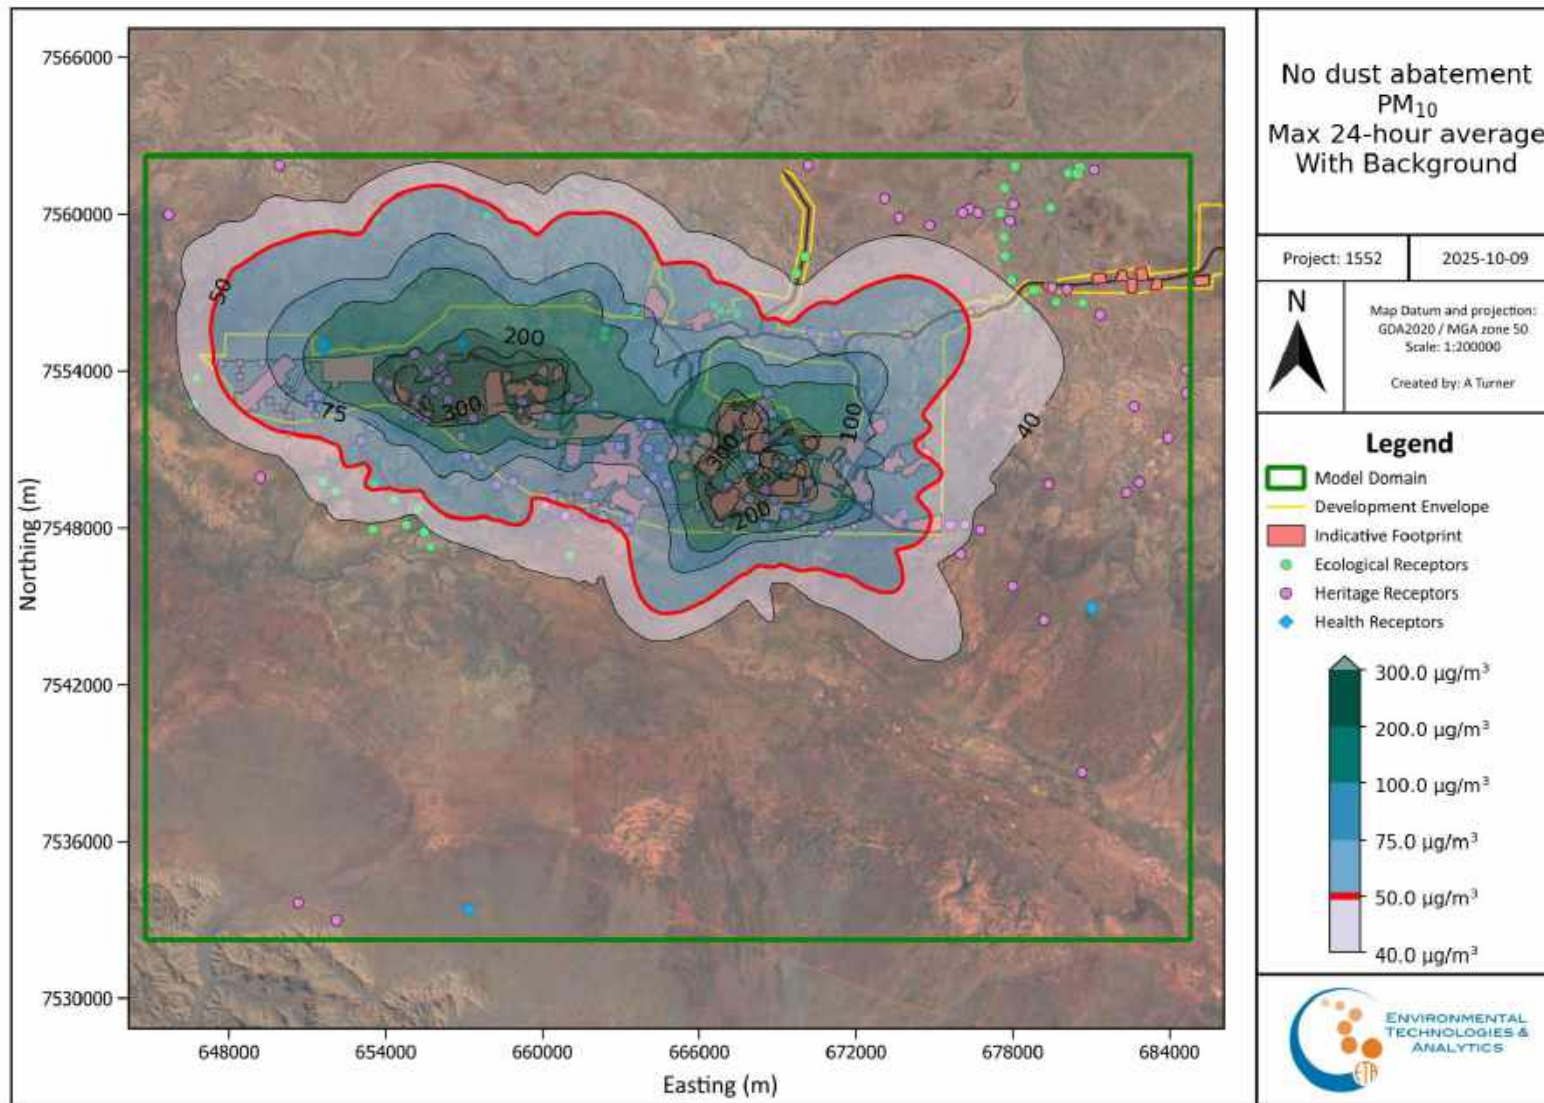 No dust abatement
PM10
Max 24-hour average
With Background
Project: 1552
2025-10-09
N
Map Datum and projection:
GDA2020 / MGA zone 50
Scale: 1:200000
Created by: A Turner
Legend
Model Domain
Development Envelope
Indicative Footprint
Ecological Receptors
Heritage Receptors
Health Receptors
300.0 µg/m³
200.0 µg/m³
100.0 µg/m³
75.0 µg/m³
50.0 µg/m³
40.0 µg/m³
ENVIRONMENTAL
TECHNOLOGIES &
ANALYTICS
ETA
Northing (m)
7566000
7560000
7554000
7548000
7542000
7536000
7530000
648000
654000
660000
666000
672000
678000
684000
Easting (m)
50
200
75
300
300
100
40
200